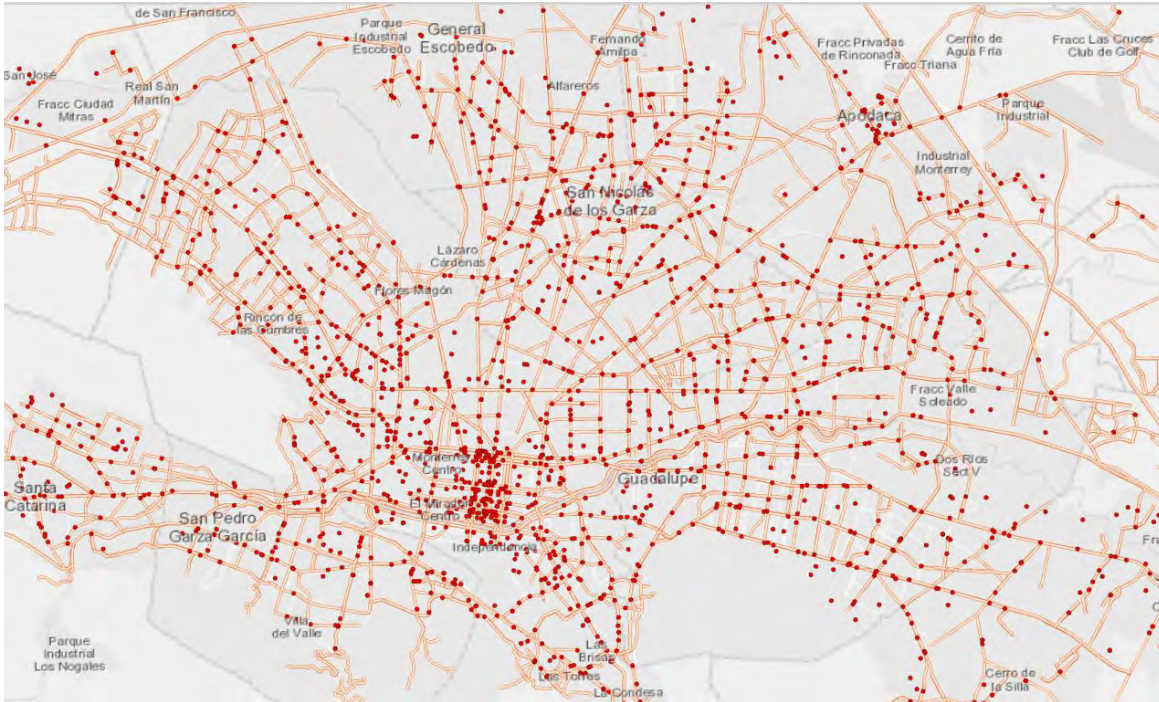 de San Francisco
Parque
Industrial
Escobedo
General
Escobedo
Fernando
Amilpa
Fracc Privadas
de Rinconada
Cerrito de
Agua Fría
Fracc Las Cruces
Club de Golf
Fracc Triana
San José
Real San
Martín
Altareros
Fracc Ciudad
Mitras
Apodaca
Parque
Industrial
Industrial
Monterrey
San Nicolás
de los Garza
Lázaro
Cárdenas
Flores Magón
Rincón de
las Cumbres
Fracc Valle
Soleado
Monterrey
Centro
Guadalupe
Dos Ríos
Sect V
Santa
Catarina
El Mirador
Centro
San Pedro
Garza García
Independencia
Villa
del Valle
Parque
Industrial
Los Nogales
Las
Brisas
Las Torres
La Condesa
Cerro de
la Silla